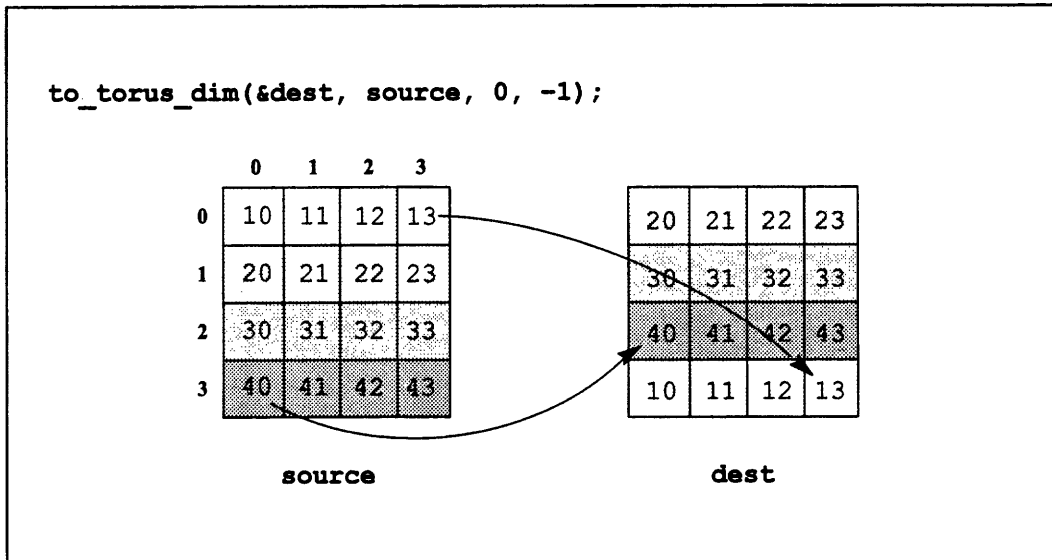 to_torus_dim(&dest, source, 0, -1);
0 1 2 3
0 10 11 12 13
1 20 21 22 23
2 30 31 32 33
3 40 41 42 43
source
20 21 22 23
30 31 32 33
40 41 42 43
10 11 12 13
dest